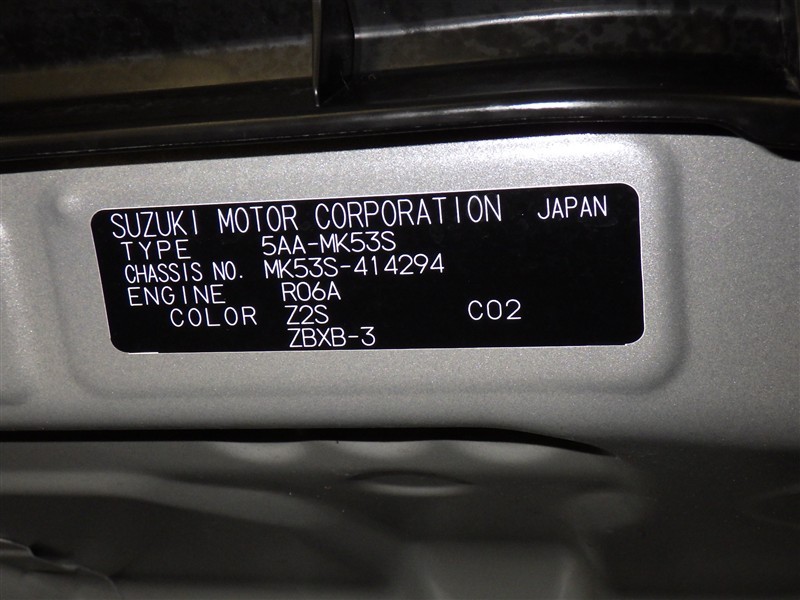 SUZUKI MOTOR CORPORATION JAPAN
TYPE 5AA-MK53S
CHASSIS NO. MK53S-414294
ENGINE R06A
COLOR Z2S C02
ZBXB-3